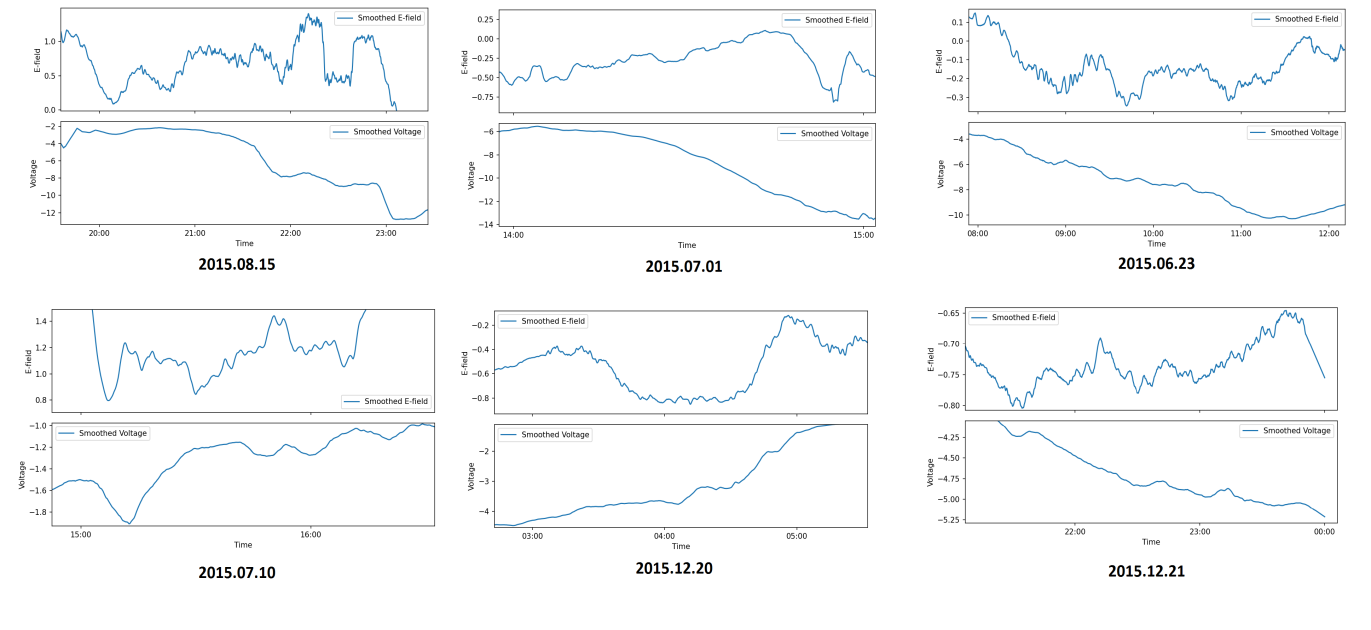 Smoothed E-field
E-field
1.0
0.5
0.0
Smoothed Voltage
Voltage
−2
−4
−6
−8
−10
−12
20:00 21:00 22:00 23:00
Time
2015.08.15
Smoothed E-field
E-field
0.25
0.00
−0.25
−0.50
−0.75
Smoothed Voltage
Voltage
−6
−8
−10
−12
−14
14:00 15:00
Time
2015.07.01
Smoothed E-field
E-field
0.1
0.0
−0.1
−0.2
−0.3
Smoothed Voltage
Voltage
−4
−6
−8
−10
08:00 09:00 10:00 11:00 12:00
Time
2015.06.23
Smoothed E-field
E-field
1.4
1.2
1.0
0.8
Smoothed Voltage
Voltage
−1.0
−1.2
−1.4
−1.6
−1.8
15:00 16:00
Time
2015.07.10
Smoothed E-field
E-field
−0.2
−0.4
−0.6
−0.8
Smoothed Voltage
Voltage
−2
−3
−4
03:00 04:00 05:00
Time
2015.12.20
Smoothed E-field
E-field
−0.65
−0.70
−0.75
−0.80
Smoothed Voltage
Voltage
−4.25
−4.50
−4.75
−5.00
−5.25
22:00 23:00 00:00
Time
2015.12.21